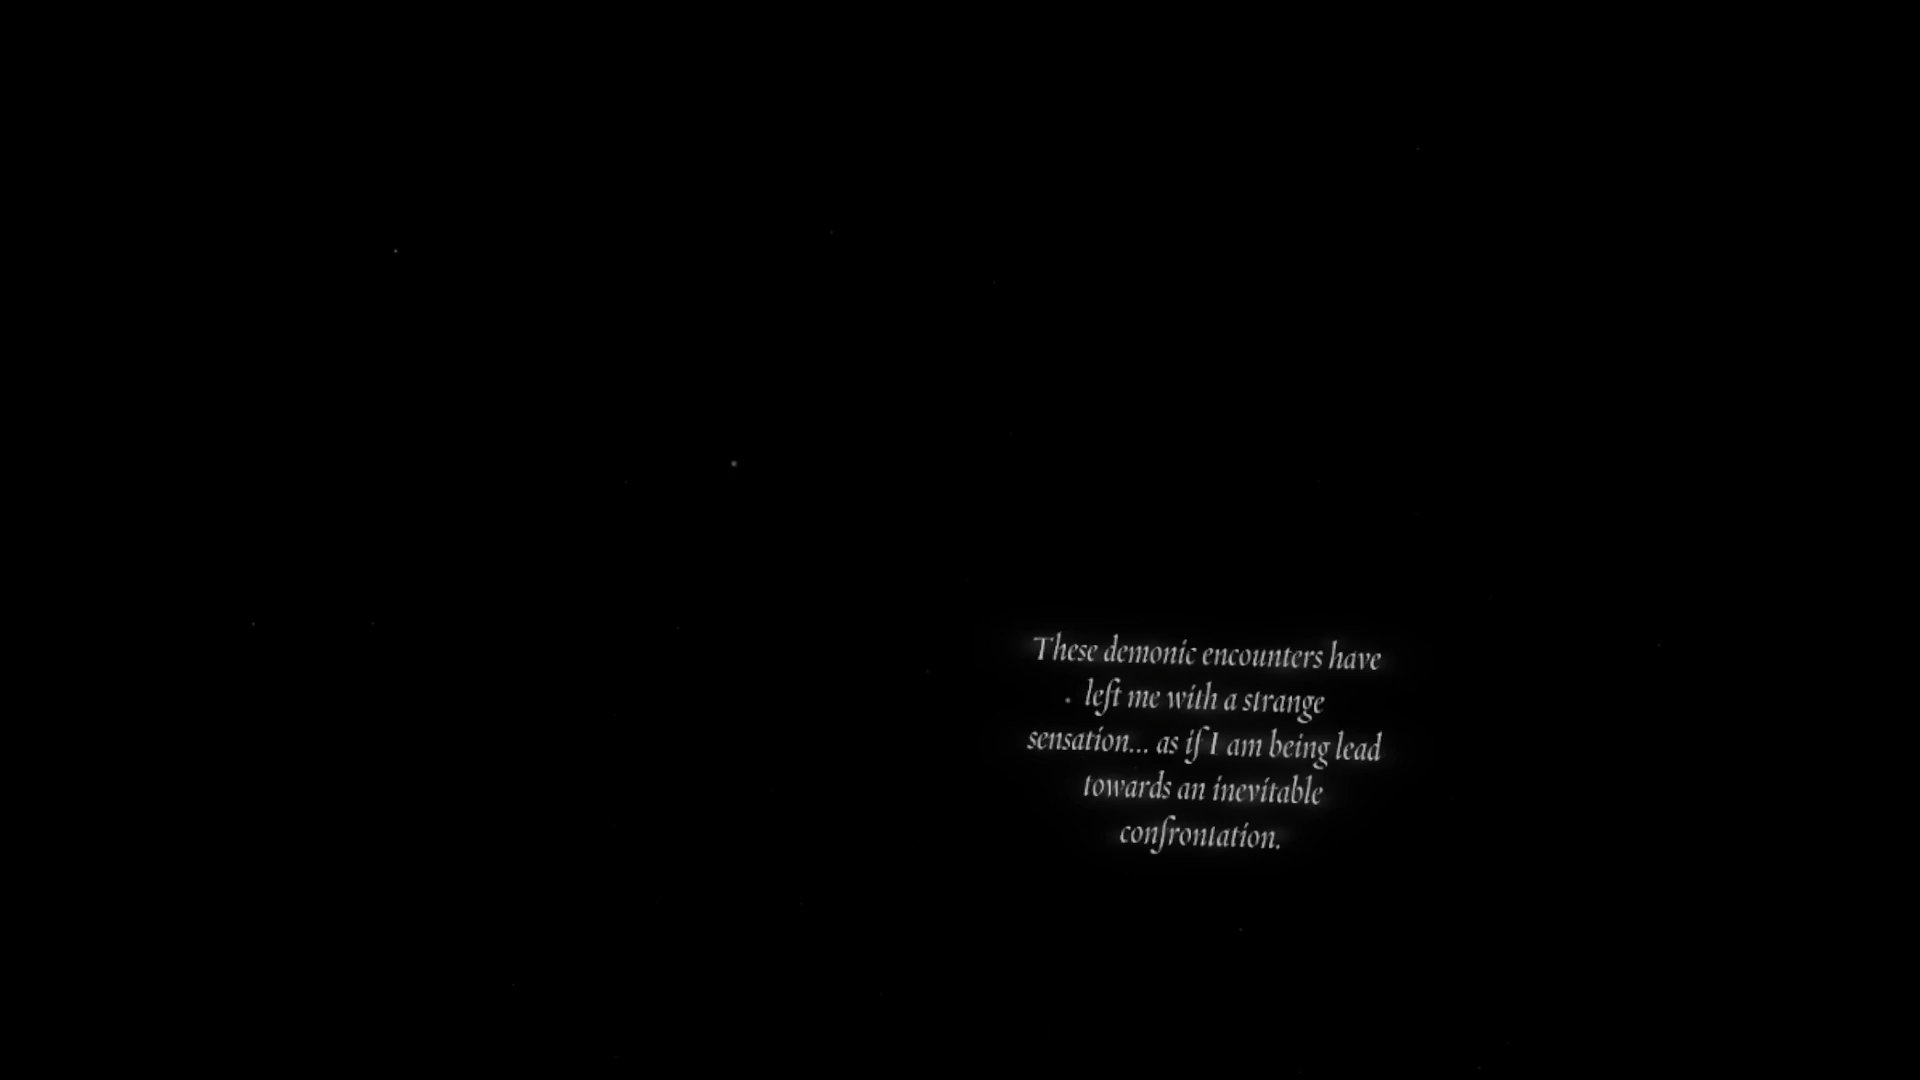 These demonic encounters have
left me with a strange
sensation... as if I am being lead
towards an inevitable
confrontation.